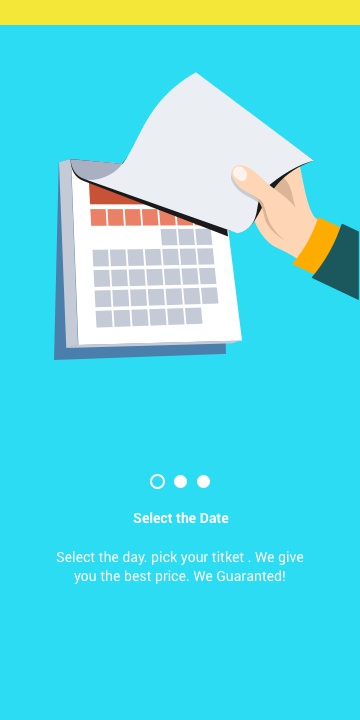 Select the Date
Select the day. pick your titket . We give
you the best price. We Guaranted!